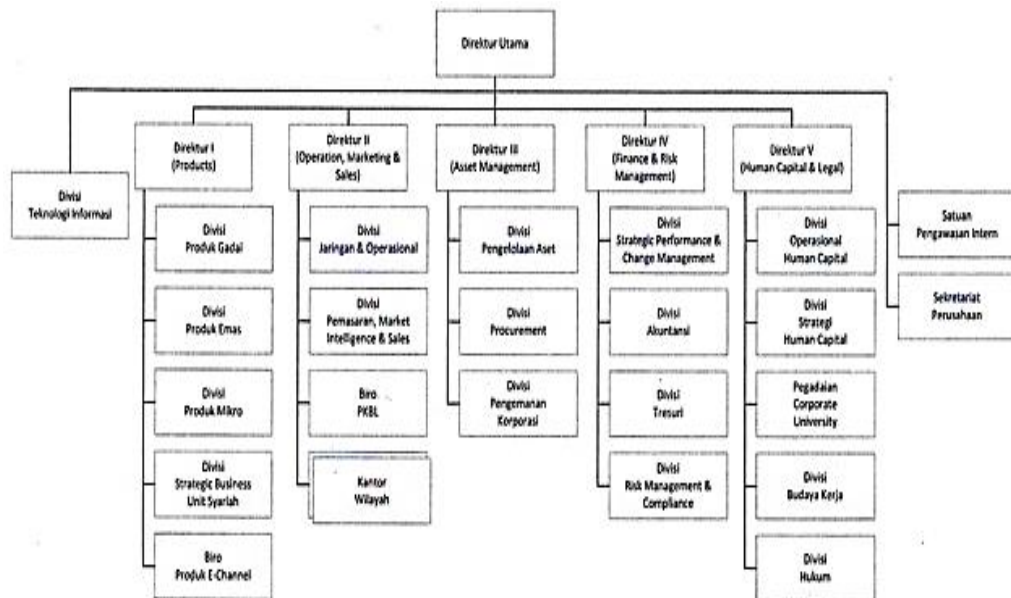 Direktur Utama
Direktur I
(Products)
Direktur II
(Operation, Marketing &
Sales)
Direktur III
(Asset Management)
Direktur IV
(Finance & Risk
Management)
Direktur V
(Human Capital & Legal)
Divisi
Teknologi Informasi
Satuan
Pengawasan Intern
Sekretariat
Perusahaan
Divisi
Produk Gadai
Divisi
Produk Emas
Divisi
Produk Mikro
Divisi
Strategic Business
Unit Syariah
Biro
Produk E-Channel
Divisi
Jaringan & Operasional
Divisi
Pemasaran, Market
Intelligence & Sales
Biro
PKBL
Kantor
Wilayah
Divisi
Pengelolaan Aset
Divisi
Procurement
Divisi
Pengamanan
Korporasi
Divisi
Strategic Performance &
Change Management
Divisi
Akuntansi
Divisi
Tresuri
Divisi
Risk Management &
Compliance
Divisi
Operasional
Human Capital
Divisi
Strategi
Human Capital
Pegadaian
Corporate
University
Divisi
Budaya Kerja
Divisi
Hukum